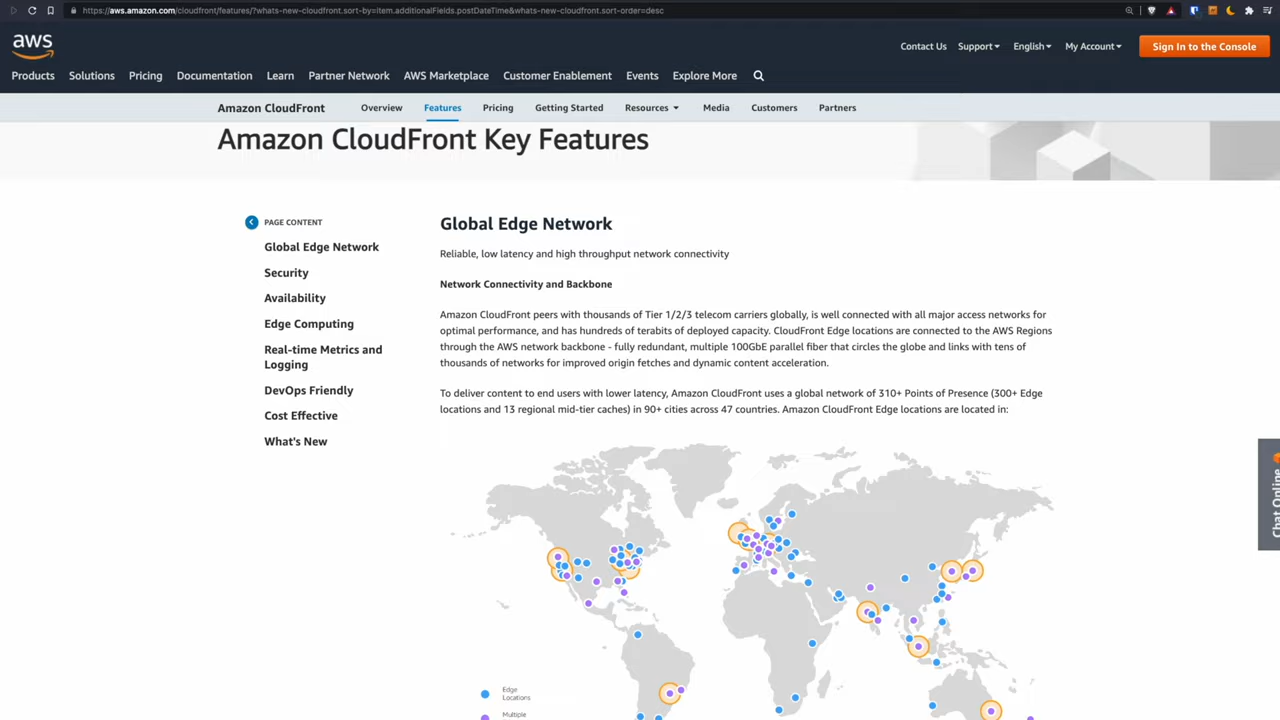 https://aws.amazon.com/cloudfront/features/?whats-new-cloudfront.sort-by=item.additionalFields.postDateTime&whats-new-cloudfront.sort-order=desc
aws
Contact Us Support English My Account Sign In to the Console
Products Solutions Pricing Documentation Learn Partner Network AWS Marketplace Customer Enablement Events Explore More
Amazon CloudFront Overview Features Pricing Getting Started Resources Media Customers Partners
Amazon CloudFront Key Features
PAGE CONTENT
Global Edge Network
Security
Availability
Edge Computing
Real-time Metrics and
Logging
DevOps Friendly
Cost Effective
What's New
Global Edge Network
Reliable, low latency and high throughput network connectivity
Network Connectivity and Backbone
Amazon CloudFront peers with thousands of Tier 1/2/3 telecom carriers globally, is well connected with all major access networks for
optimal performance, and has hundreds of terabits of deployed capacity. CloudFront Edge locations are connected to the AWS Regions
through the AWS network backbone - fully redundant, multiple 100GbE parallel fiber that circles the globe and links with tens of
thousands of networks for improved origin fetches and dynamic content acceleration.
To deliver content to end users with lower latency, Amazon CloudFront uses a global network of 310+ Points of Presence (300+ Edge
locations and 13 regional mid-tier caches) in 90+ cities across 47 countries. Amazon CloudFront Edge locations are located in:
Edge
Locations
Multiple
Chat Online